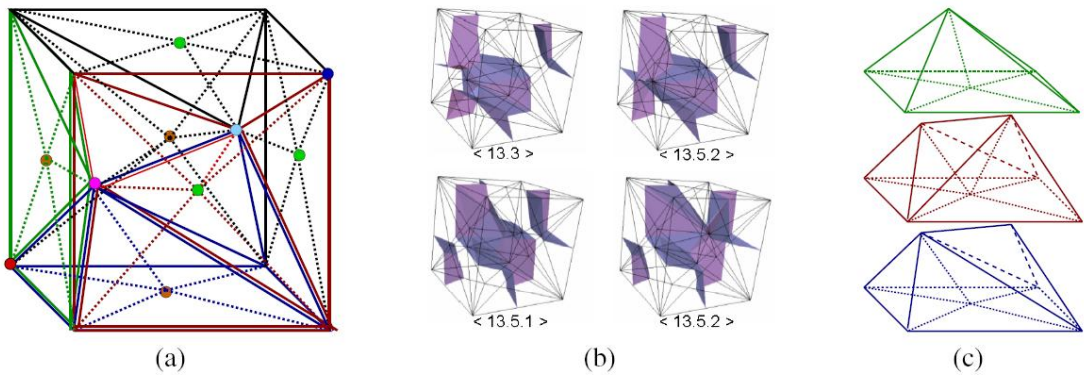 < 13.3 >
< 13.5.2 >
< 13.5.1 >
< 13.5.2 >
(a)
(b)
(c)